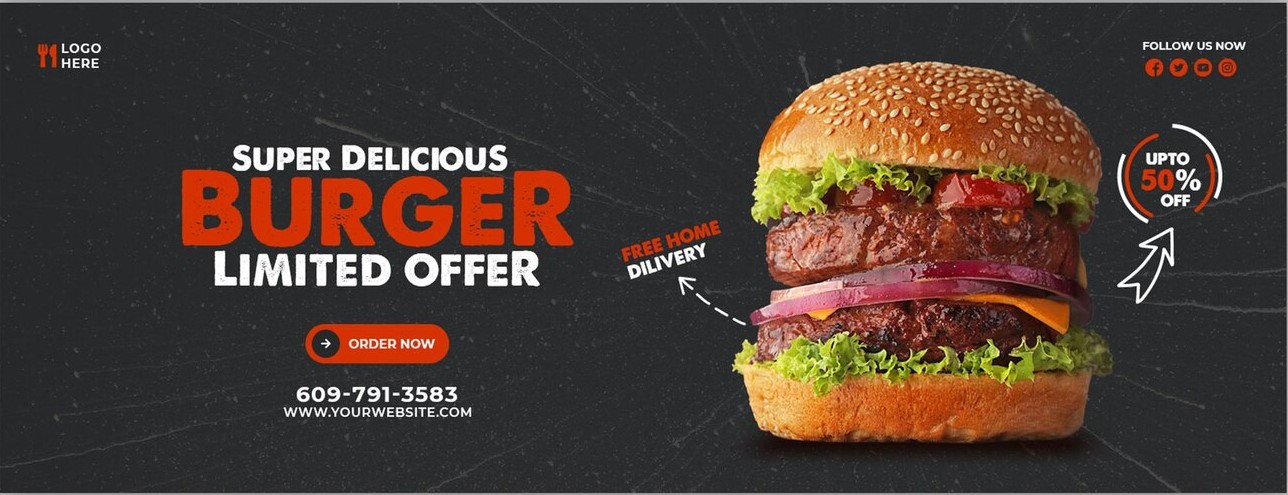 LOGO
HERE
FOLLOW US NOW
SUPER DELICIOUS
BURGER
LIMITED OFFER
ORDER NOW
609-791-3583
WWW.YOURWEBSITE.COM
FREE HOME
DILIVERY
UPTO
50%
OFF